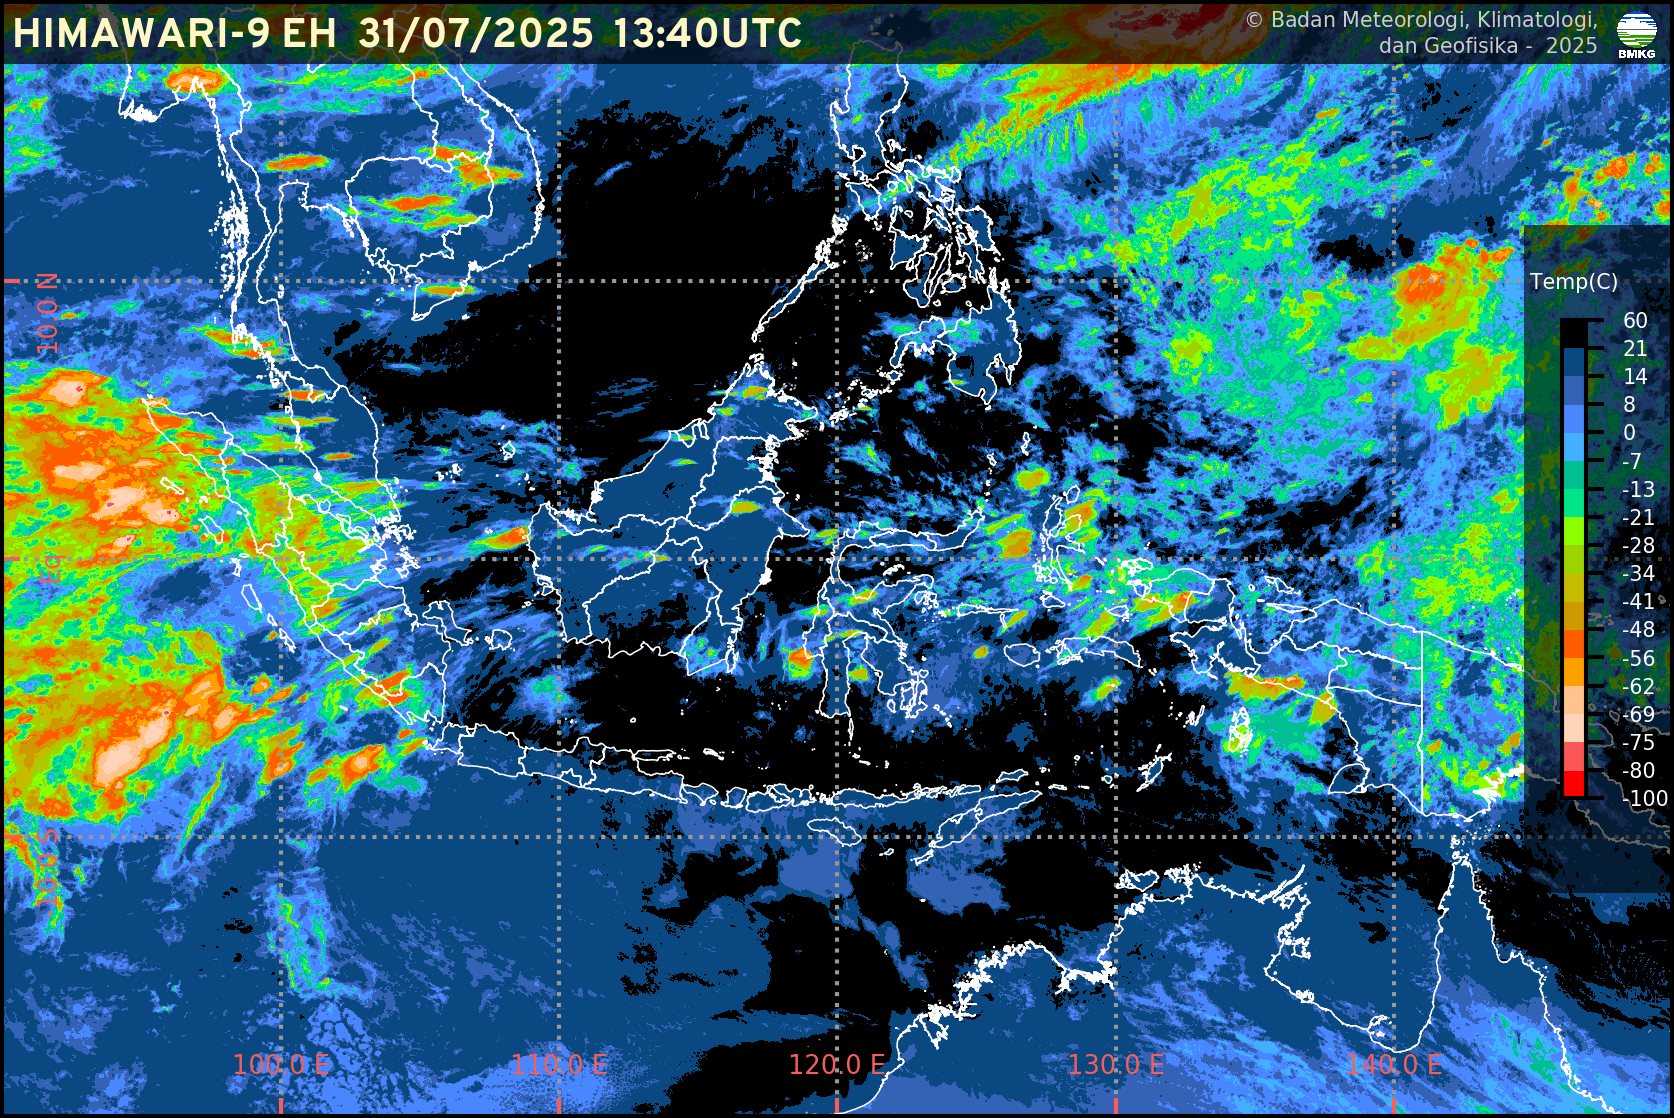 HIMAWARI-9 EH 31/07/2025 13:40UTC
© Badan Meteorologi, Klimatologi,
dan Geofisika - 2025
BMKG
Temp(C)
60
21
14
8
0
-7
-13
-21
-28
-34
-41
-48
-56
-62
-69
-75
-80
-100
10.0 N
Eq
10.0 S
100.0 E
110.0 E
120.0 E
130.0 E
140.0 E